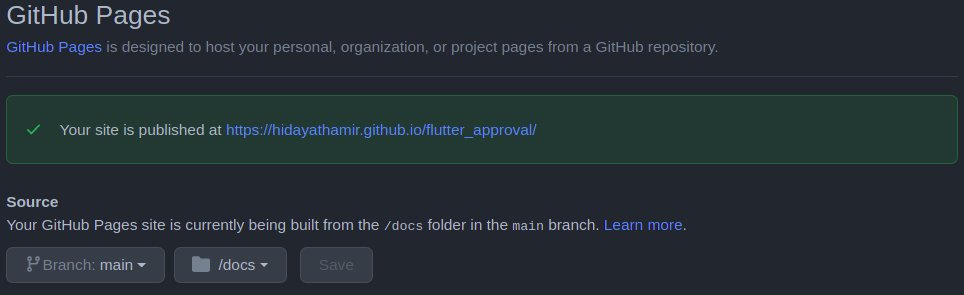 GitHub Pages
GitHub Pages is designed to host your personal, organization, or project pages from a GitHub repository.
Your site is published at https://hidayathamir.github.io/flutter_approval/
Source
Your GitHub Pages site is currently being built from the /docs folder in the main branch. Learn more.
Branch: main /docs Save